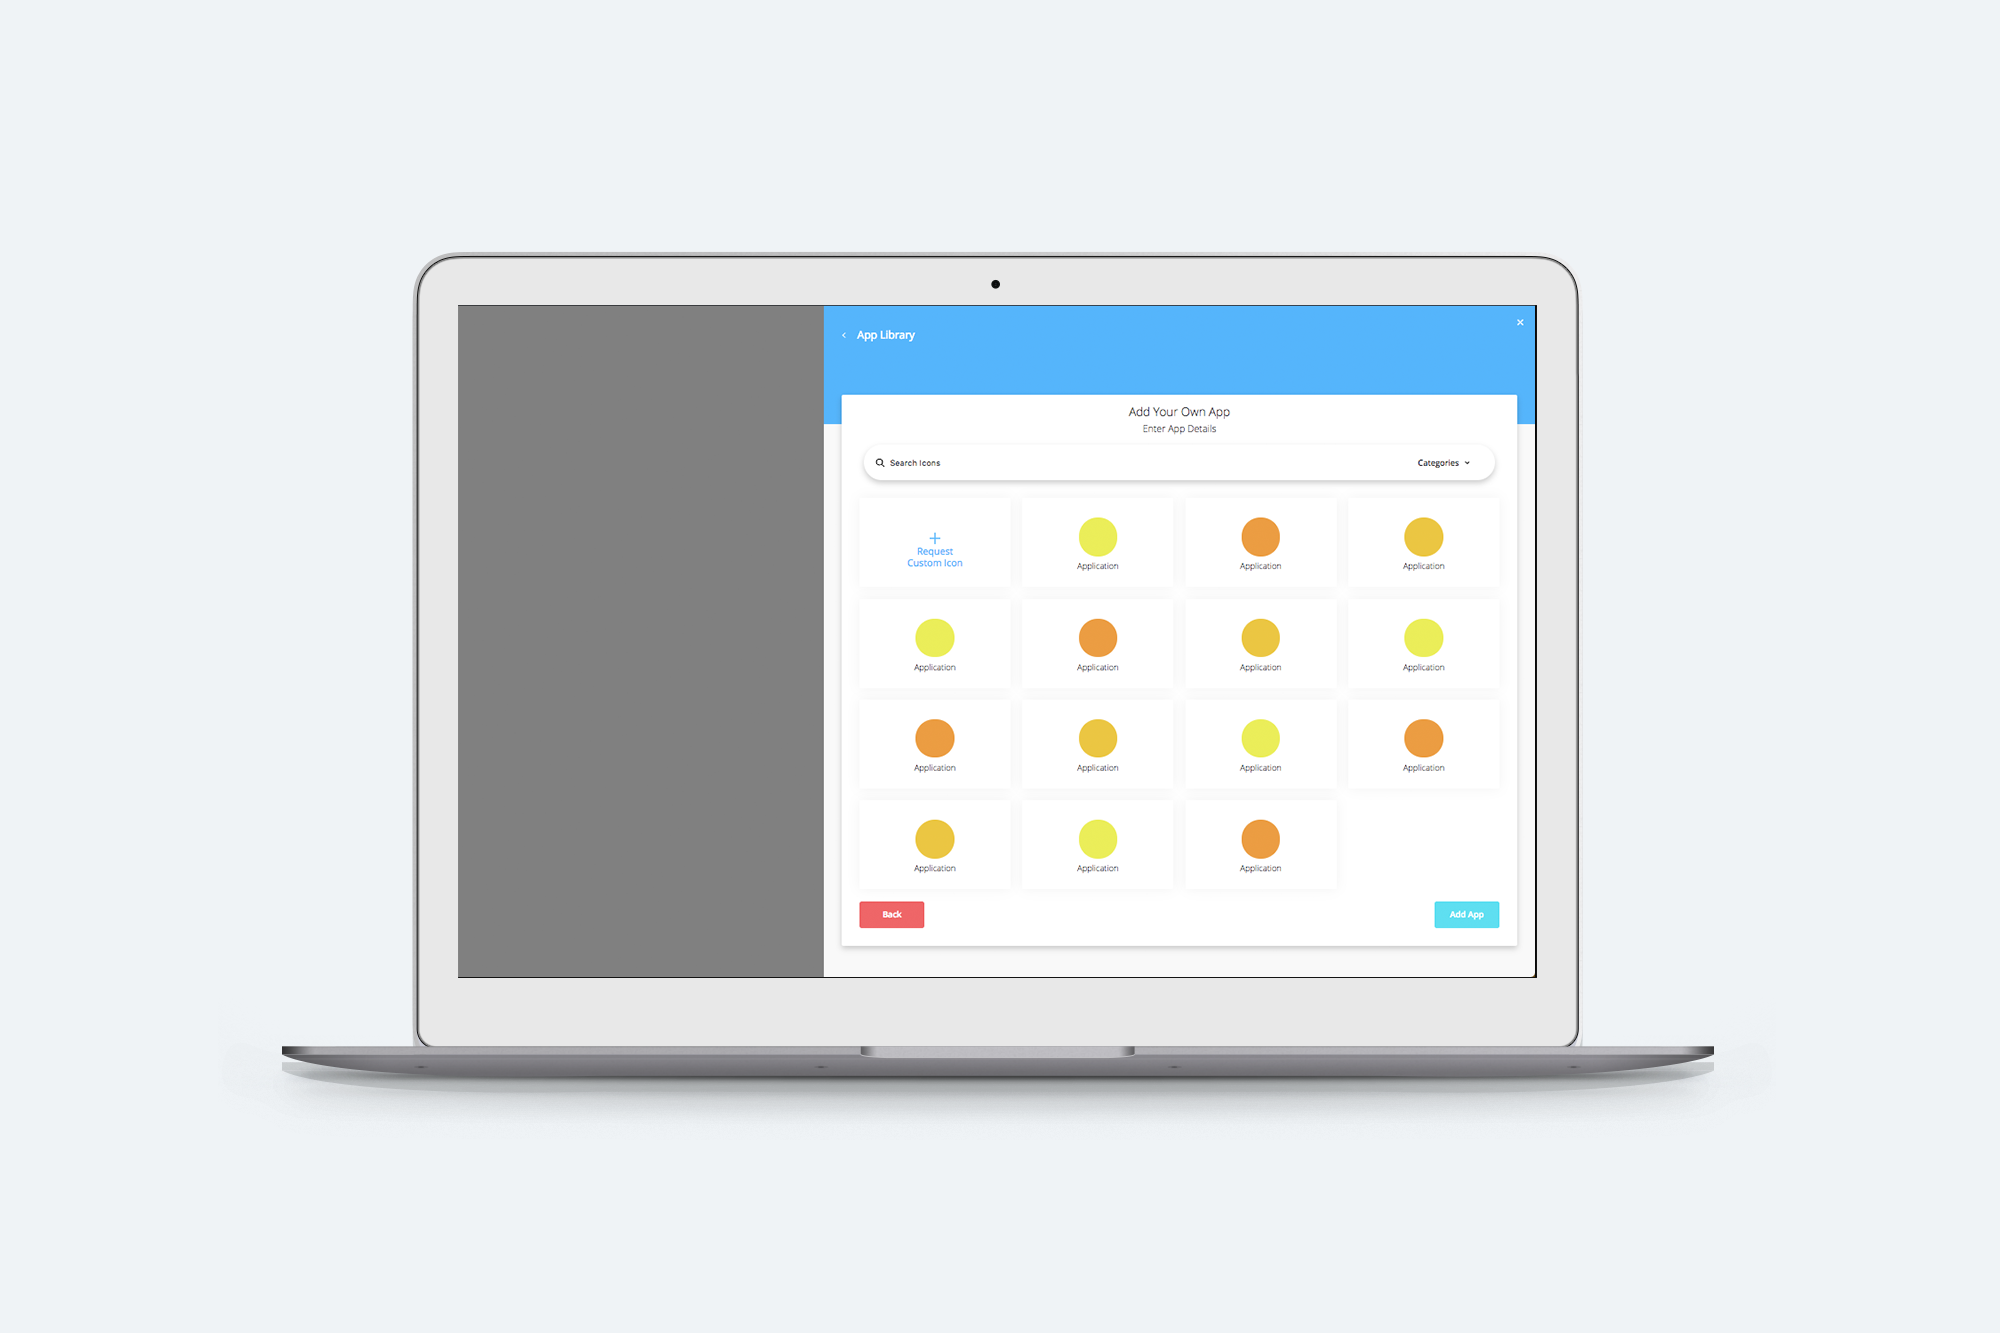 App Library
Add Your Own App
Enter App Details
Search Icons
Categories
Request
Custom Icon
Application
Application
Application
Application
Application
Application
Application
Application
Application
Application
Application
Application
Application
Application
Back
Add App